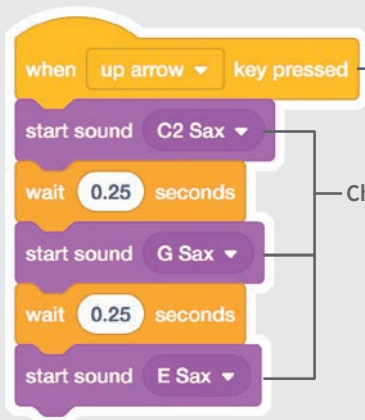 when up arrow key pressed
start sound C2 Sax
wait 0.25 seconds
start sound G Sax
Ch
wait 0.25 seconds
start sound E Sax